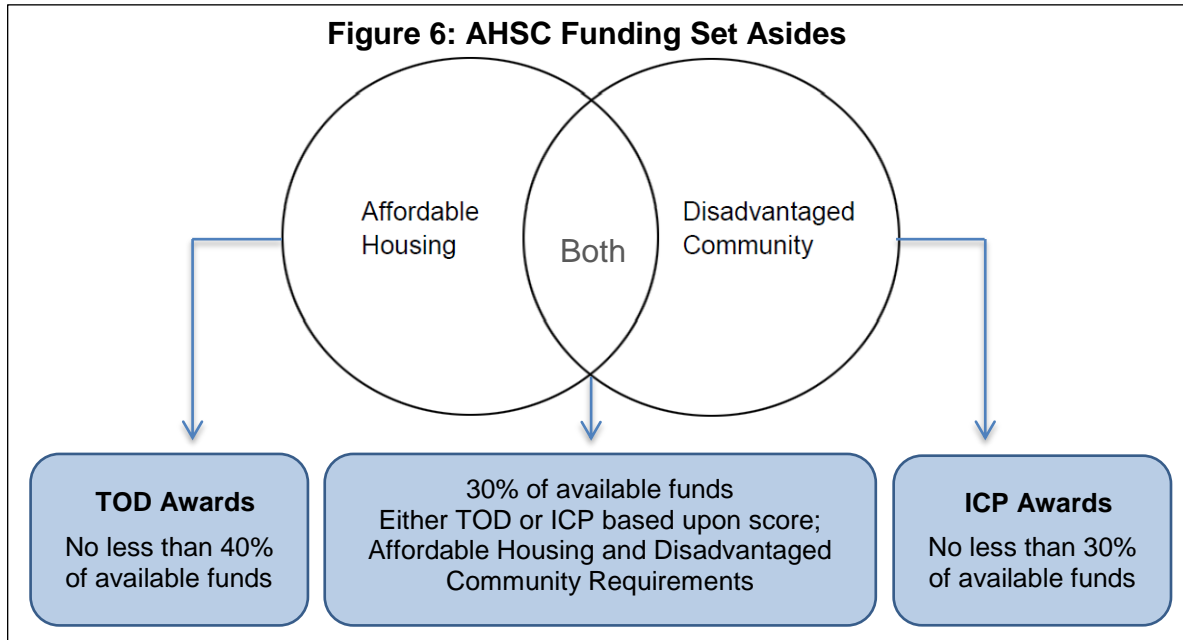 Figure 6: AHSC Funding Set Asides
Affordable
Housing
Both
Disadvantaged
Community
TOD Awards
No less than 40%
of available funds
30% of available funds
Either TOD or ICP based upon score;
Affordable Housing and Disadvantaged
Community Requirements
ICP Awards
No less than 30%
of available funds